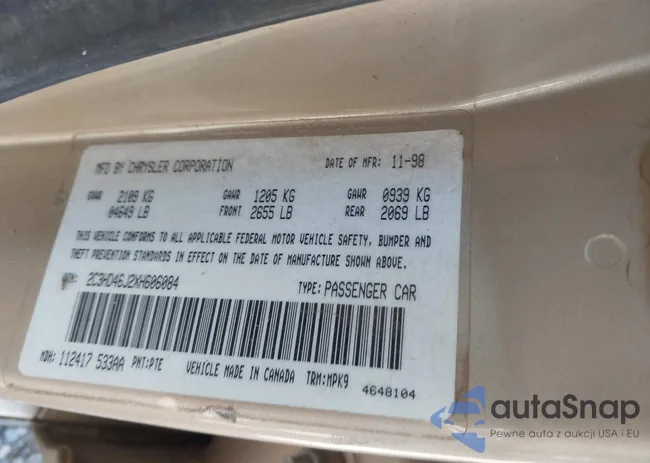 MFD BY CHRYSLER CORPORATION DATE OF MFR: 11-98
GVWR 2109 KG GAWR 1205 KG GAWR 0939 KG
04649 LB FRONT 2655 LB REAR 2069 LB
THIS VEHICLE CONFORMS TO ALL APPLICABLE FEDERAL MOTOR VEHICLE SAFETY, BUMPER AND
THEFT PREVENTION STANDARDS IN EFFECT ON THE DATE OF MANUFACTURE SHOWN ABOVE.
VIN: 2C3HD46J2XH606084 TYPE: PASSENGER CAR
MDH: 112417 533AA PNT: PTE VEHICLE MADE IN CANADA TRM: MPK9
4648104
autaSnap
Pewne auta z aukcji USA i EU